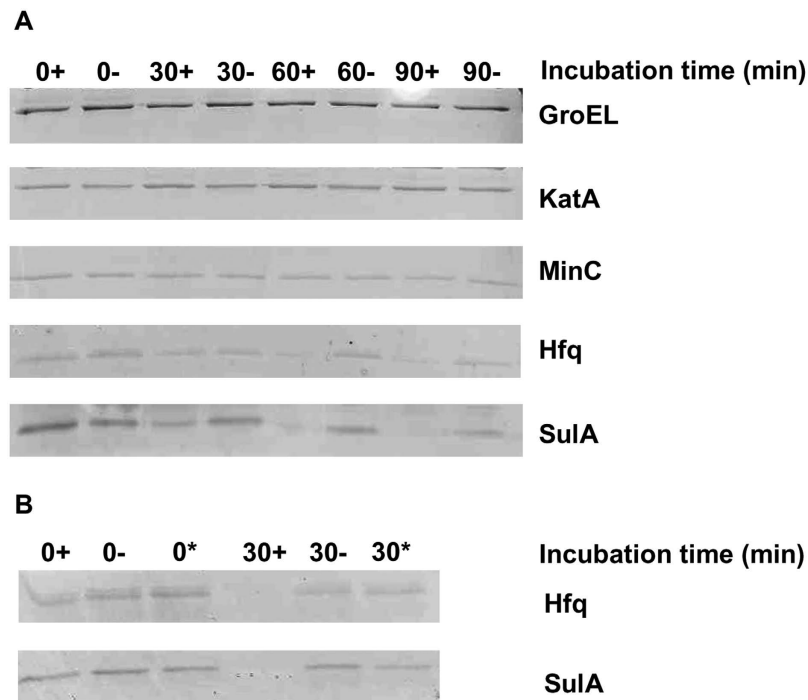 A
0+ 0- 30+ 30- 60+ 60- 90+ 90- Incubation time (min)
GroEL
KatA
MinC
Hfq
SulA
B
0+ 0- 0* 30+ 30- 30* Incubation time (min)
Hfq
SulA